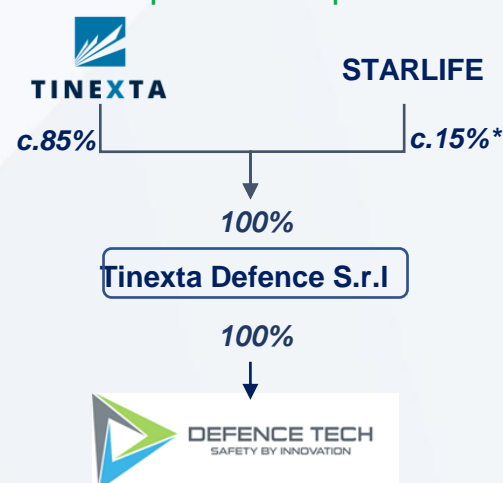 TINEXTA
STARLIFE
c.85%
c.15%*
100%
Tinexta Defence S.r.l
100%
DEFENCE TECH
SAFETY BY INNOVATION